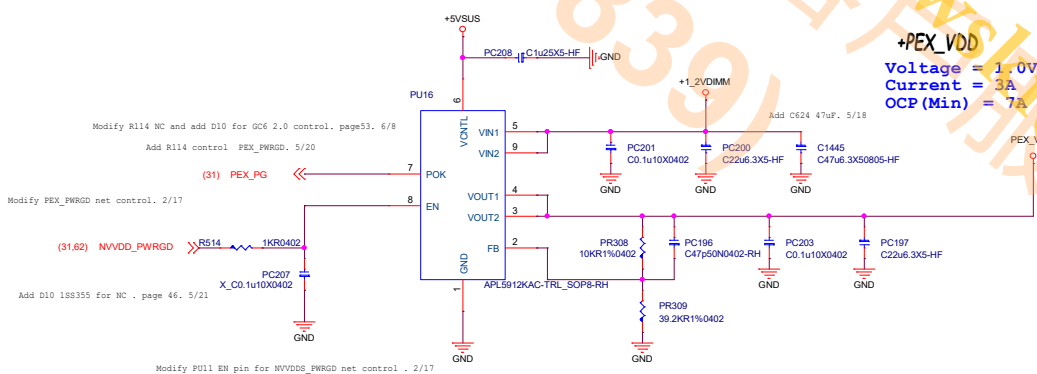 +5VSUS
PC208 C1u25X5-HF
GND
+PEX_VDD
Voltage = 1.0V
Current = 3A
OCP(Min) = 7A
+1_2VDIMM
PU16
6
VCNTL
Add C624 47uF. 5/18
Modify R114 NC and add D10 for GC6 2.0 control. page53. 6/8
VIN1 5
VIN2 9
PC201
C0.1u10X0402
PC200
C22u6.3X5-HF
C1445
C47u6.3X50805-HF
Add R114 control PEX_PWRGD. 5/20
(31) PEX_PG
7 POK
GND
GND
GND
Modify PEX_PWRGD net control. 2/17
8 EN
VOUT1 4
VOUT2 3
(31,62) NVVDD_PWRGD
R514 1KR0402
FB 2
GND
1
PR308
10KR1%0402
PC196
C47p50N0402-RH
PC203
C0.1u10X0402
PC197
C22u6.3X5-HF
PC207
X_C0.1u10X0402
APL5912KAC-TRL_SOP8-RH
GND
GND
Add D10 1SS355 for NC . page 46. 5/21
PR309
39.2KR1%0402
GND
GND
GND
Modify PU11 EN pin for NVVDDS_PWRGD net control . 2/17